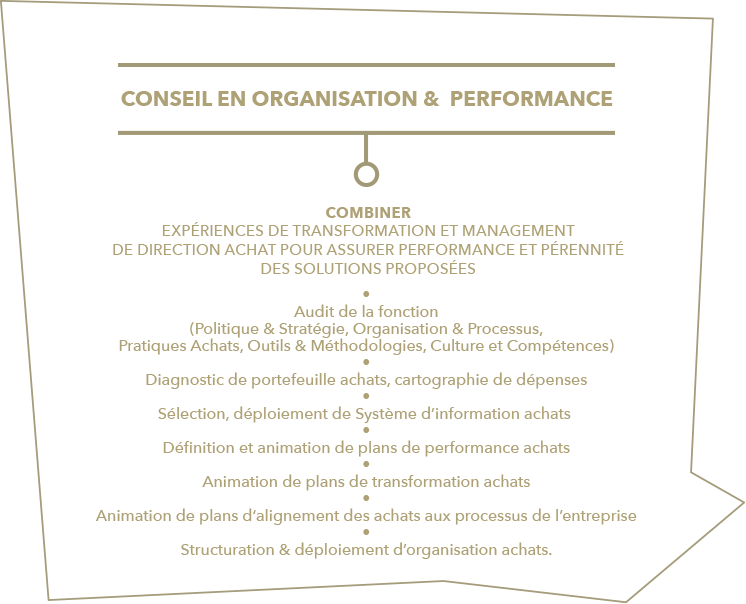 CONSEIL EN ORGANISATION & PERFORMANCE
COMBINER
EXPÉRIENCES DE TRANSFORMATION ET MANAGEMENT
DE DIRECTION ACHAT POUR ASSURER PERFORMANCE ET PÉRENNITÉ
DES SOLUTIONS PROPOSÉES
•
Audit de la fonction
(Politique & Stratégie, Organisation & Processus,
Pratiques Achats, Outils & Méthodologies, Culture et Compétences)
•
Diagnostic de portefeuille achats, cartographie de dépenses
•
Sélection, déploiement de Système d’information achats
•
Définition et animation de plans de performance achats
•
Animation de plans de transformation achats
•
Animation de plans d’alignement des achats aux processus de l’entreprise
•
Structuration & déploiement d’organisation achats.